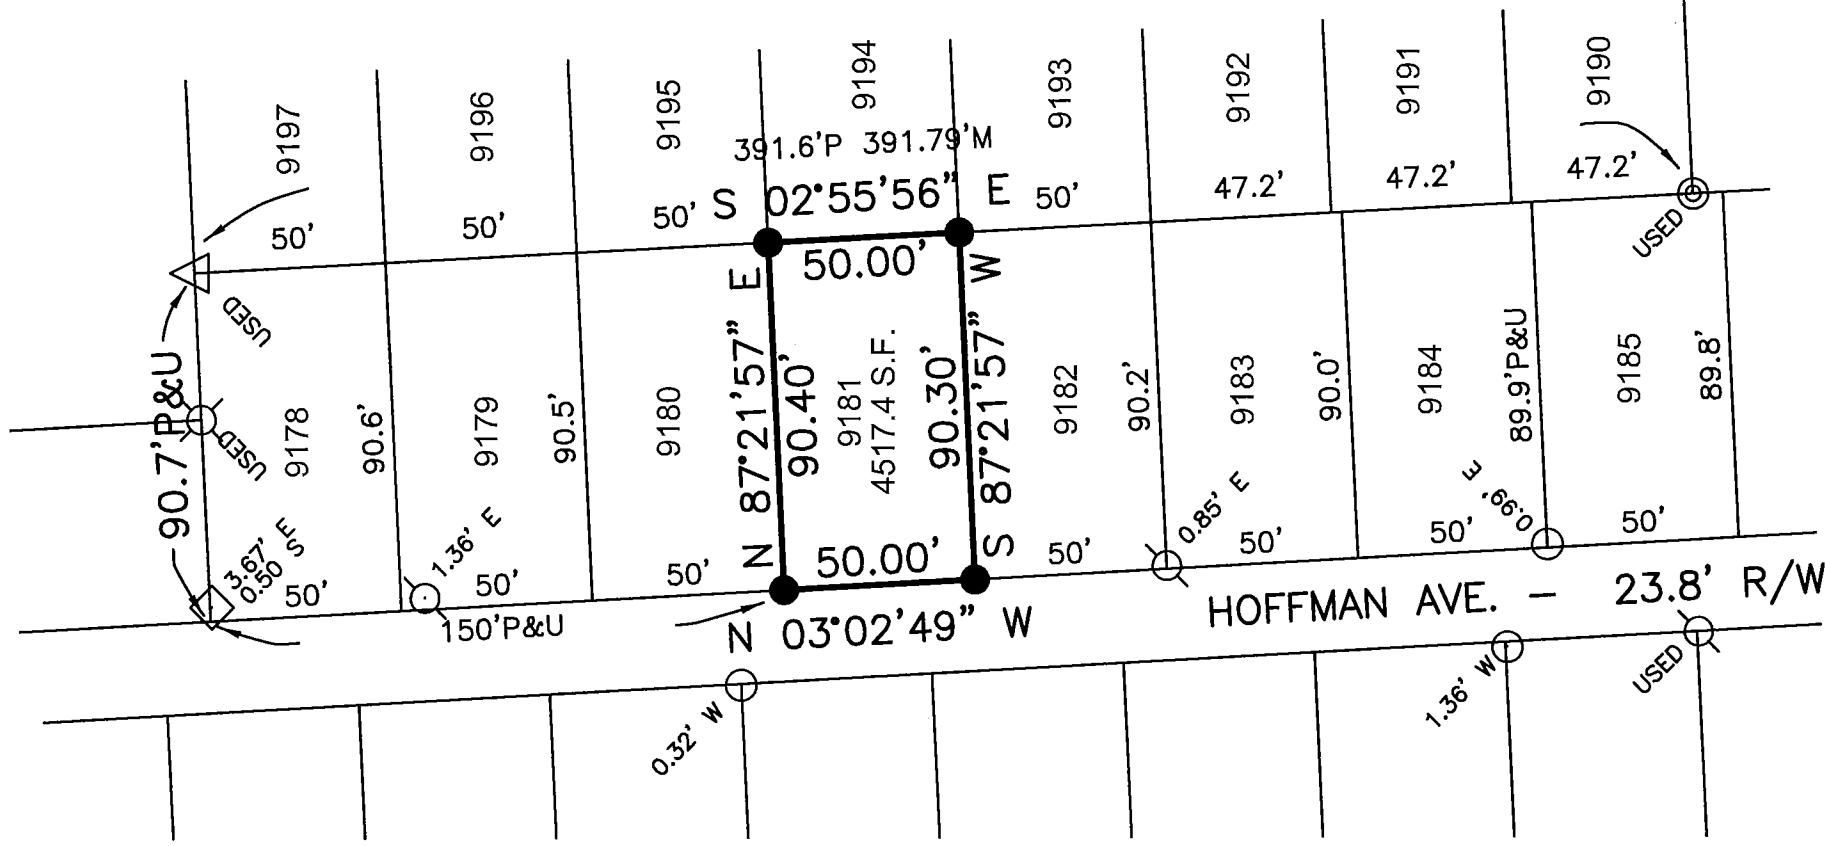 9197
9196
9195
9194
9193
9192
9191
9190
391.6'P 391.79'M
S 02°55'56" E
50'
50'
50'
50'
47.2'
47.2'
47.2'
USED
50.00'
USED
USED
90.7'P&U
9178
90.6'
9179
90.5'
9180
N 87°21'57" E
90.40'
9181
4517.4 S.F.
90.30'
S 87°21'57" W
9182
90.2'
9183
90.0'
9184
89.9'P&U
9185
89.8'
3.67' E
0.50 S
1.36' E
0.85' E
0.99' E
50'
50'
50'
50.00'
50'
50'
50'
50'
150'P&U
N 03°02'49" W
HOFFMAN AVE. - 23.8' R/W
0.32' W
1.36' W
USED